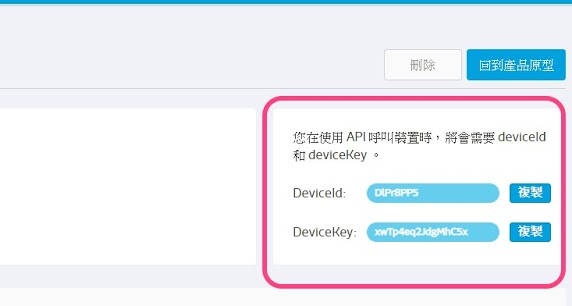 刪除
回到產品原型
您在使用 API 呼叫裝置時，將會需要 deviceId
和 deviceKey 。
DeviceId: DlPr8PP5 複製
DeviceKey: xwTp4eq2JdgMhC5x 複製